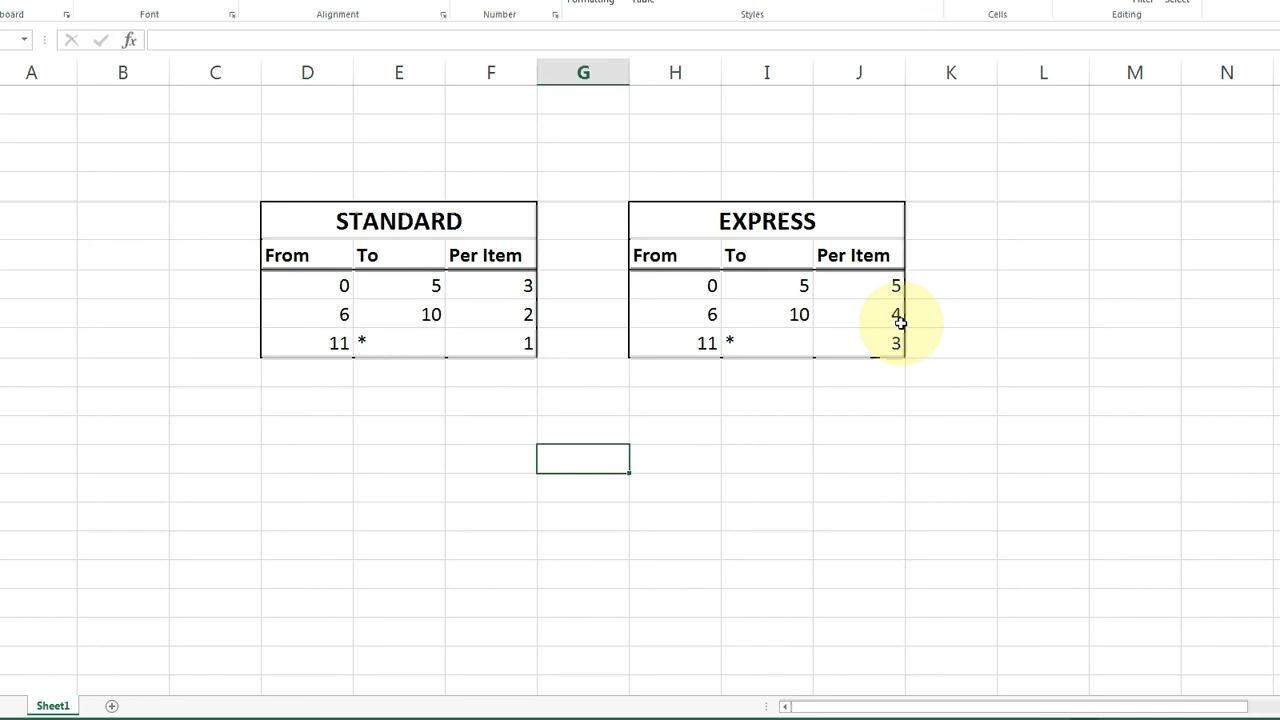 board Font Alignment Number Styles Cells Editing
fx
A B C D E F G H I J K L M N
STANDARD EXPRESS
From To Per Item From To Per Item
0 5 3 0 5 5
6 10 2 6 10 4
11 * 1 11 * 3
Sheet1